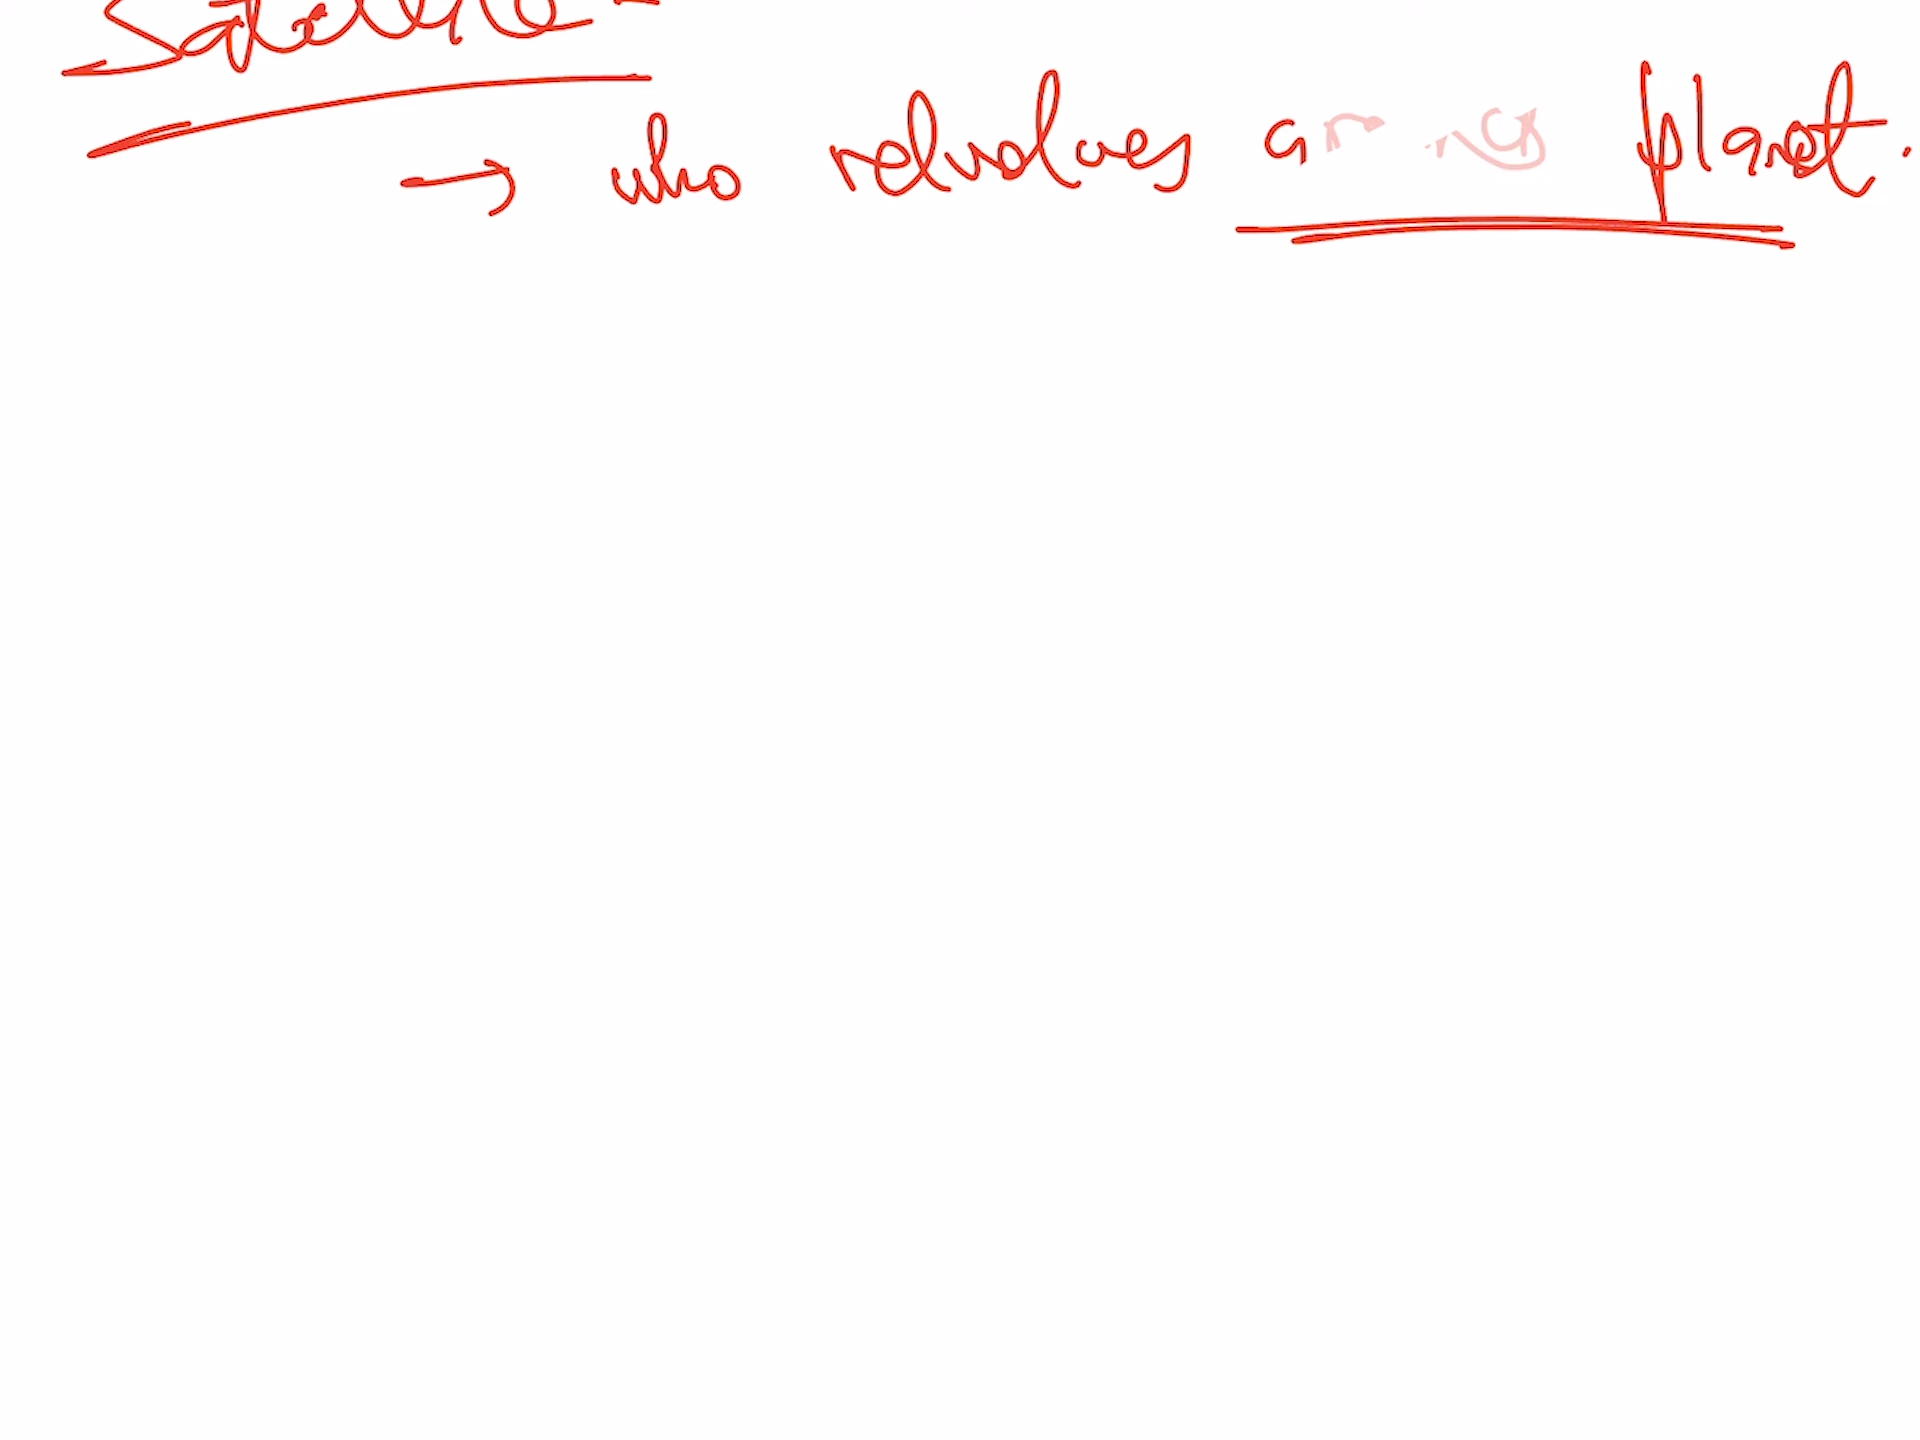 Satellite -
→ who relvolves a planet.